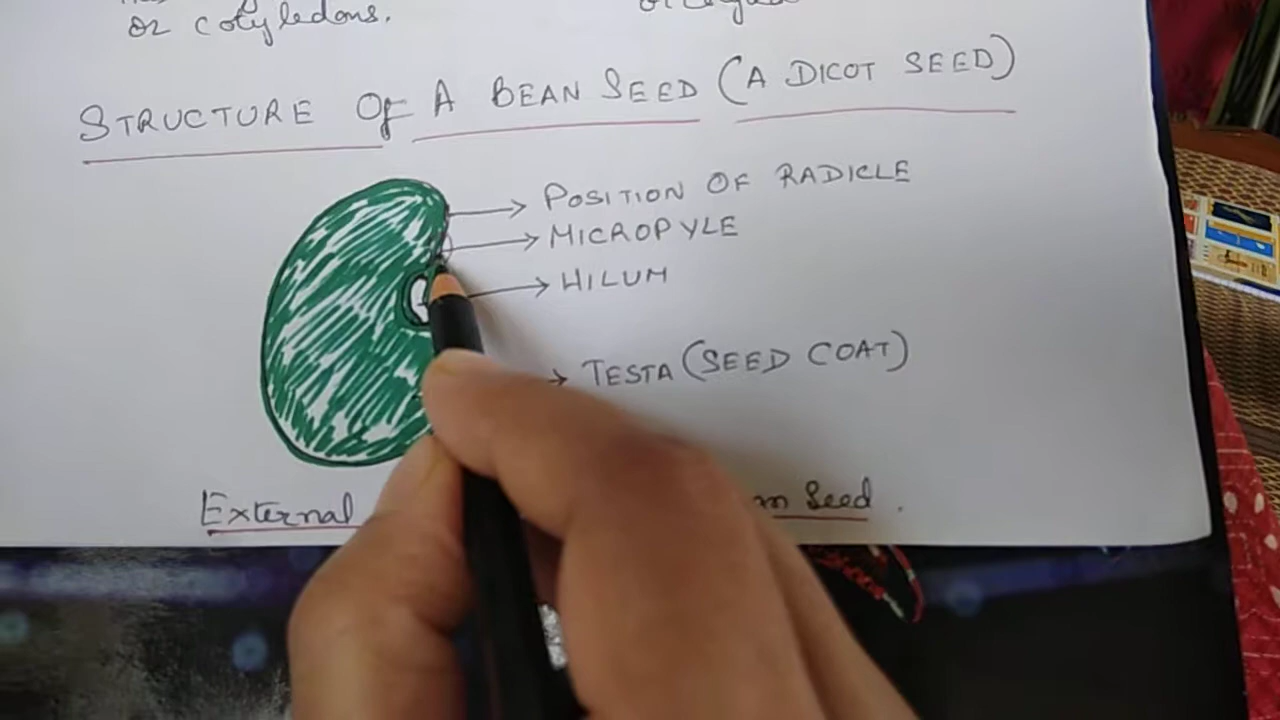 or cotyledons.
STRUCTURE Of A BEAN SEED (A DICOT SEED)
POSITION OF RADICLE
MICROPYLE
HILUM
TESTA (SEED COAT)
External Seed.